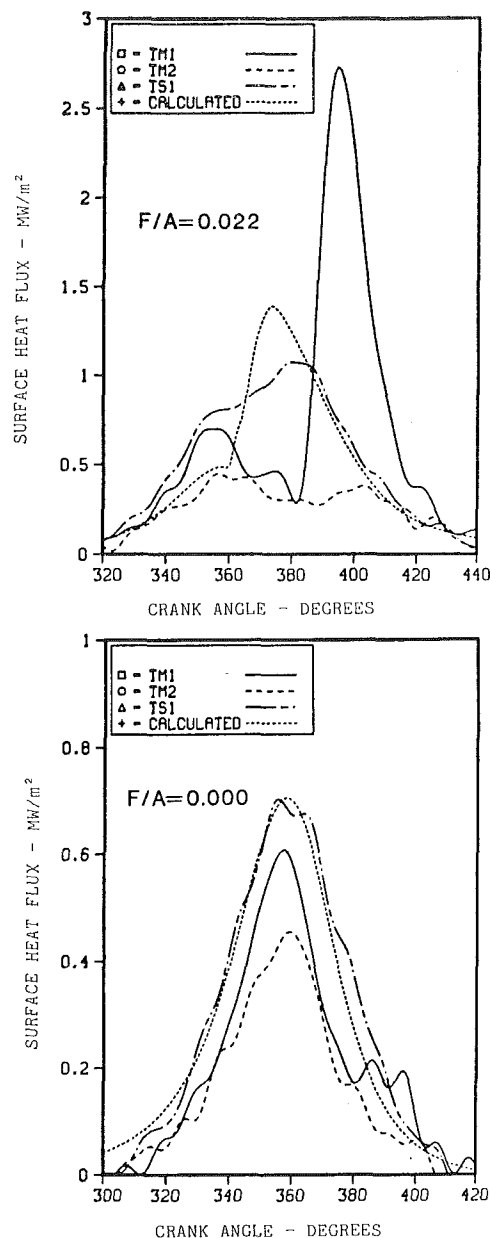 3
2.5
2
1.5
1
0.5
0
□ = TM1
○ = TM2
△ = TS1
+ = CALCULATED
F/A=0.022
SURFACE HEAT FLUX - MW/m²
320 340 360 380 400 420 440
CRANK ANGLE - DEGREES
1
0.8
0.6
0.4
0.2
0
□ = TM1
○ = TM2
△ = TS1
+ = CALCULATED
F/A=0.000
SURFACE HEAT FLUX - MW/m²
300 320 340 360 380 400 420
CRANK ANGLE - DEGREES